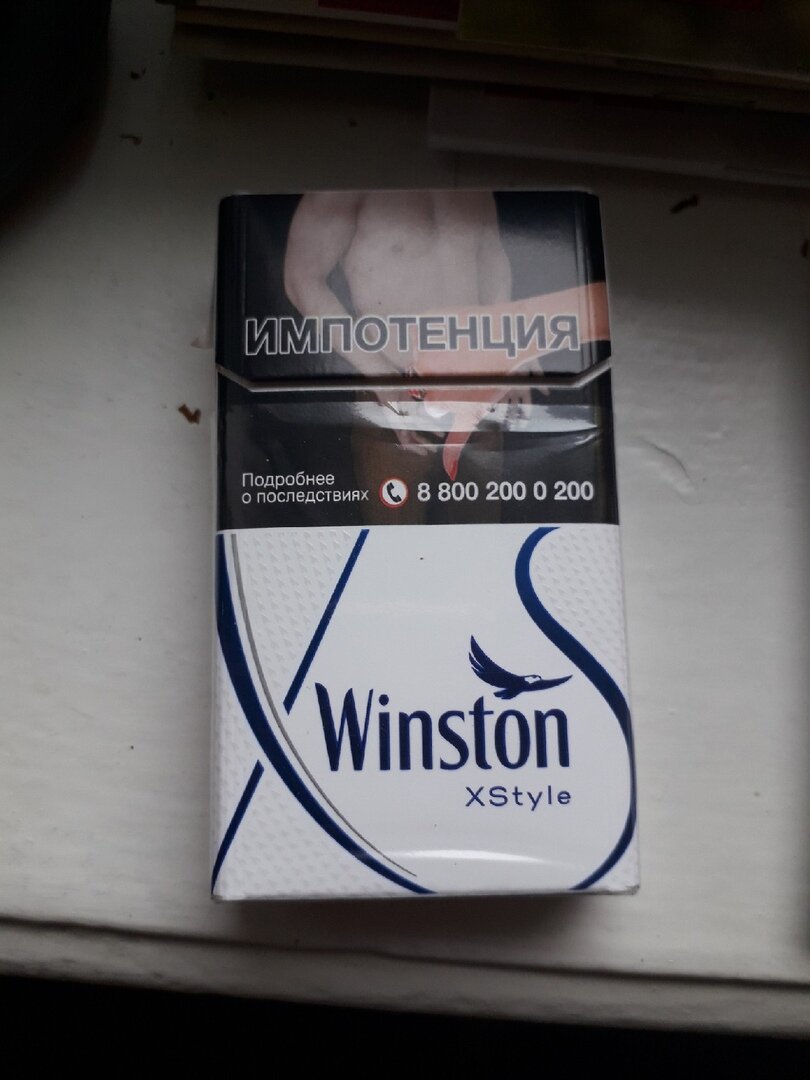 ИМПОТЕНЦИЯ
Подробнее
о последствиях 8 800 200 0 200
Winston
XStyle